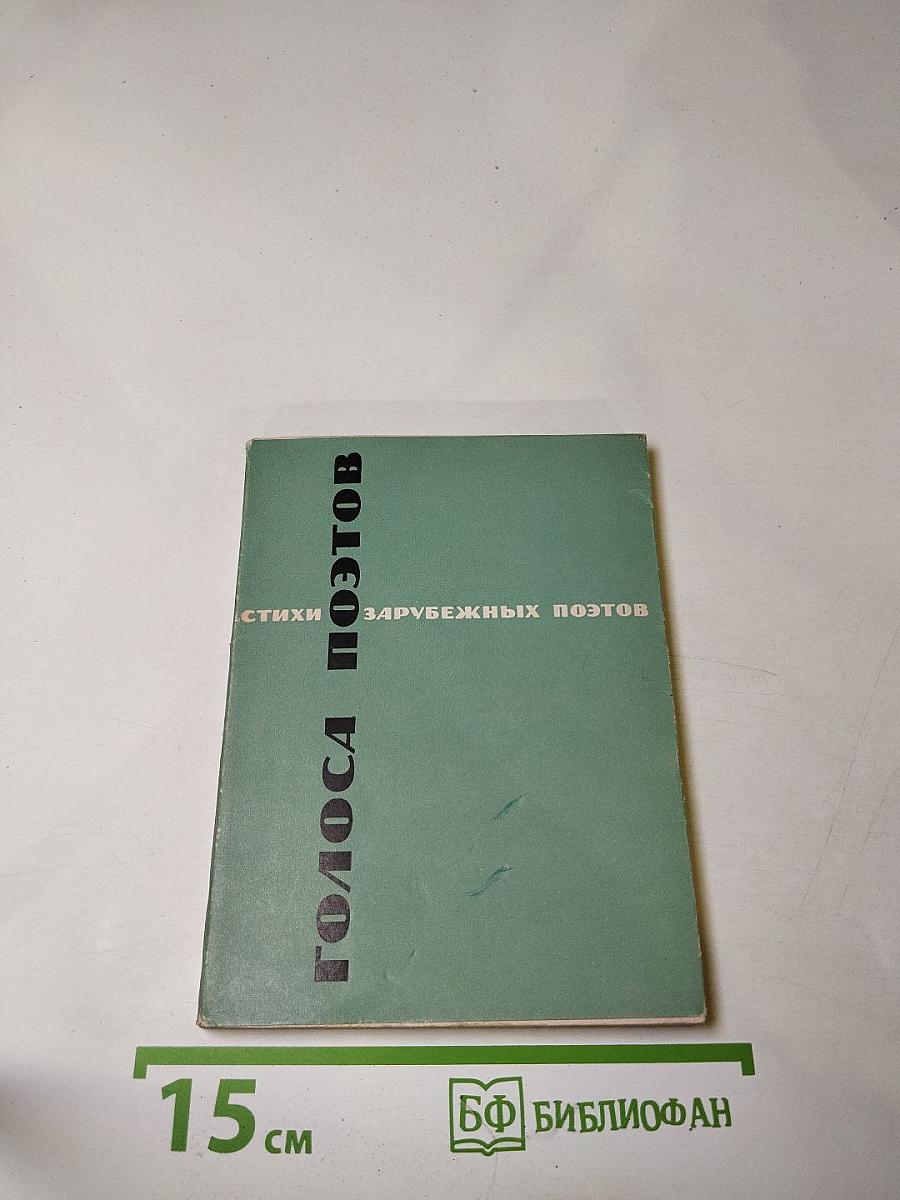 ГОЛОСА ПОЭТОВ
СТИХИ ЗАРУБЕЖНЫХ ПОЭТОВ
15 см
БФ БИБЛИОФАН